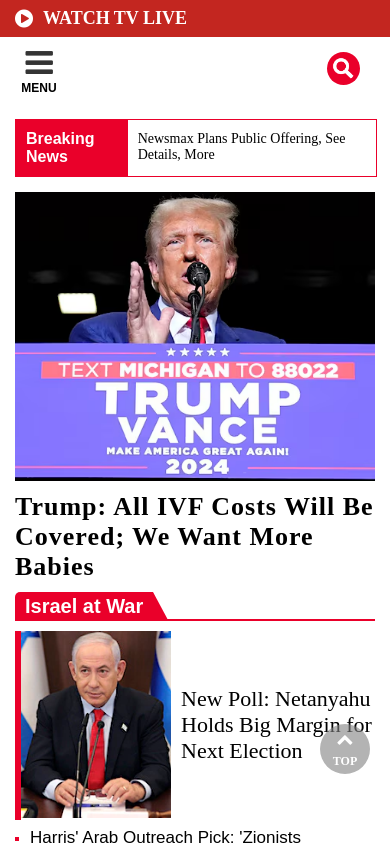 WATCH TV LIVE
MENU
Breaking
News
Newsmax Plans Public Offering, See
Details, More
TEXT MICHIGAN TO 88022
TRUMP
VANCE
MAKE AMERICA GREAT AGAIN!
2024
Trump: All IVF Costs Will Be
Covered; We Want More
Babies
Israel at War
New Poll: Netanyahu
Holds Big Margin for
Next Election
TOP
Harris' Arab Outreach Pick: 'Zionists